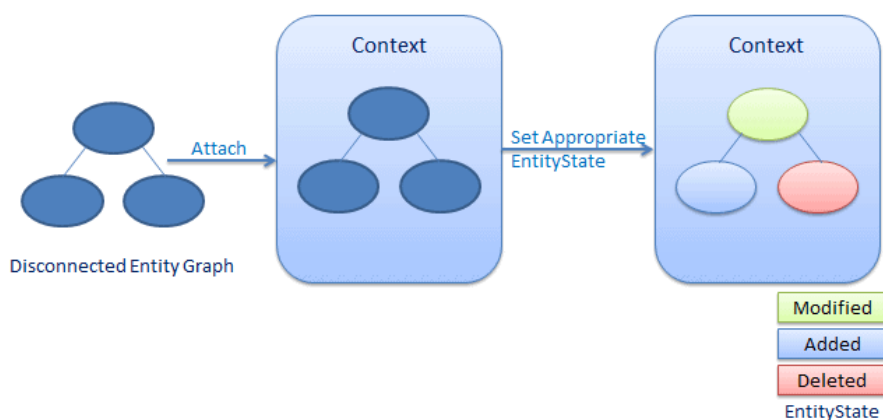 Context
Context
Attach
Set Appropriate
EntityState
Disconnected Entity Graph
Modified
Added
Deleted
EntityState